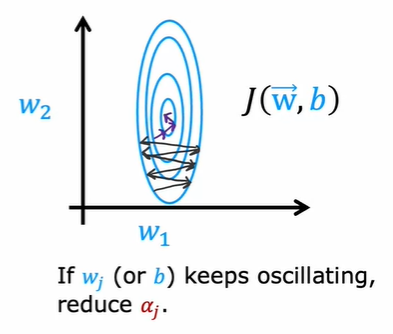 w₂
J(w⃗, b)
w₁
If wⱼ (or b) keeps oscillating,
reduce αⱼ.